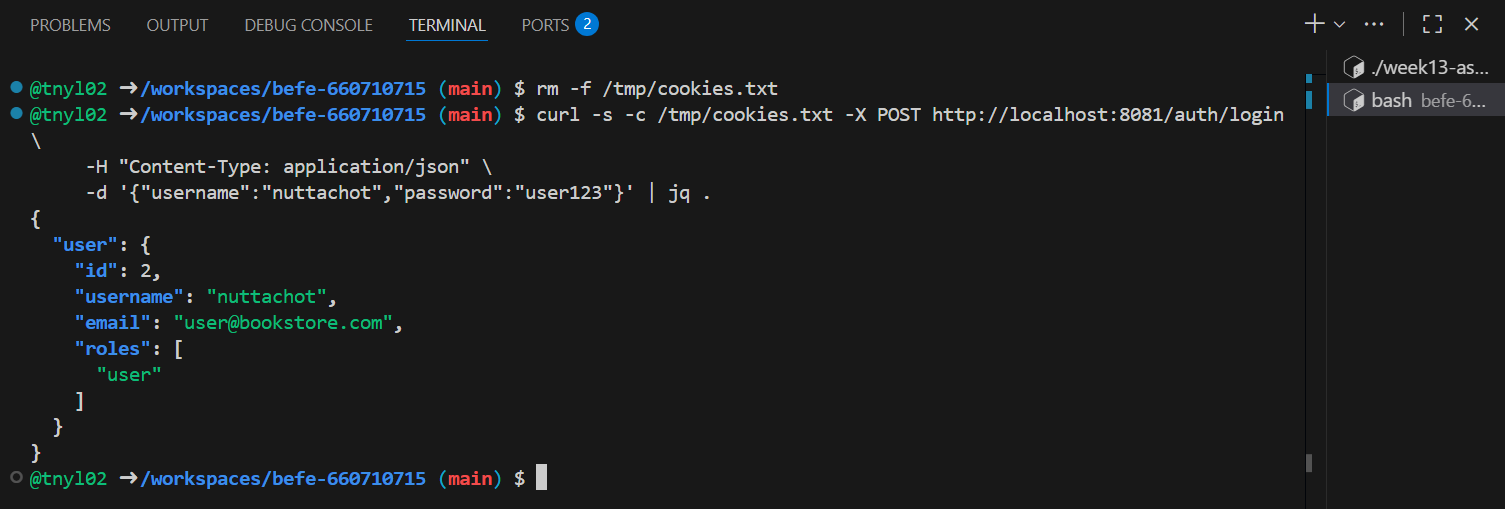 PROBLEMS OUTPUT DEBUG CONSOLE TERMINAL PORTS 2
@tnyl02 ➜/workspaces/befe-660710715 (main) $ rm -f /tmp/cookies.txt
@tnyl02 ➜/workspaces/befe-660710715 (main) $ curl -s -c /tmp/cookies.txt -X POST http://localhost:8081/auth/login
\
     -H "Content-Type: application/json" \
     -d '{"username":"nuttachot","password":"user123"}' | jq .
{
  "user": {
    "id": 2,
    "username": "nuttachot",
    "email": "user@bookstore.com",
    "roles": [
      "user"
    ]
  }
}
@tnyl02 ➜/workspaces/befe-660710715 (main) $
./week13-as...
bash befe-6...